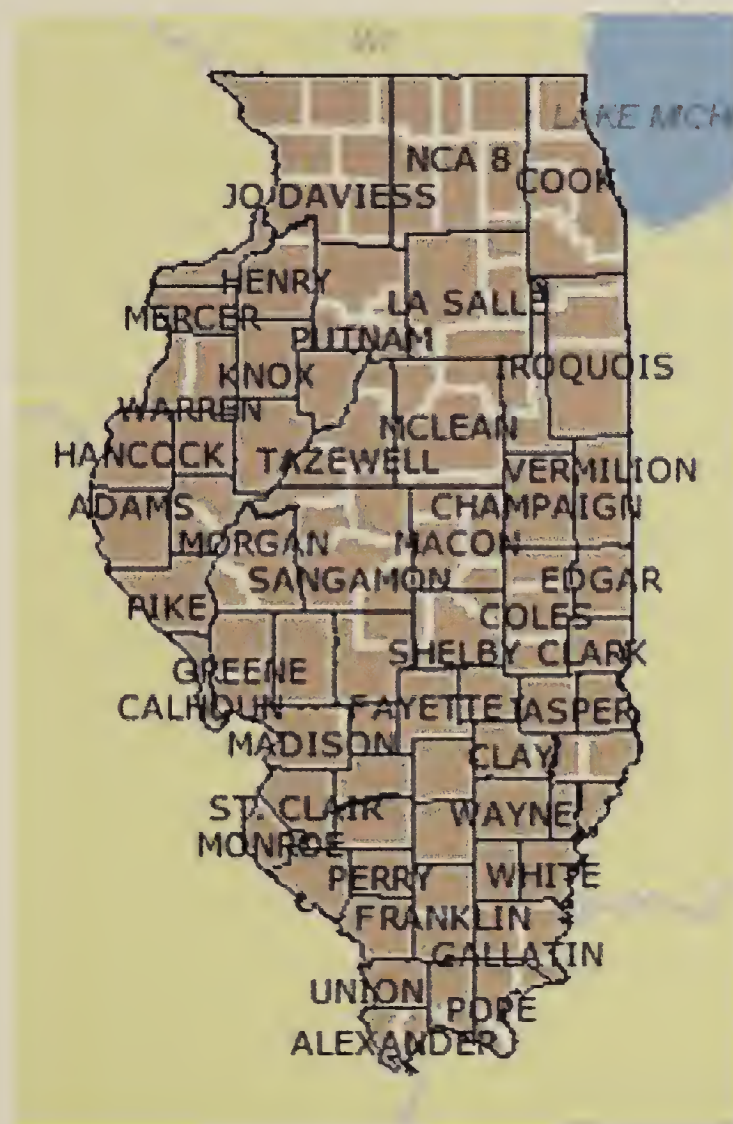 WI
LAKE MICH
NCA 8
COOK
JO DAVIESS
HENRY
LA SALLE
MERCER
PUTNAM
IROQUOIS
KNOX
WARREN
MCLEAN
HANCOCK
TAZEWELL
VERMILION
ADAMS
CHAMPAIGN
MORGAN
MACON
SANGAMON
EDGAR
PIKE
COLES
SHELBY
CLARK
GREENE
CALHOUN
FAYETTE
JASPER
MADISON
CLAY
ST. CLAIR
WAYNE
MONROE
PERRY
WHITE
FRANKLIN
GALLATIN
UNION
POPE
ALEXANDER